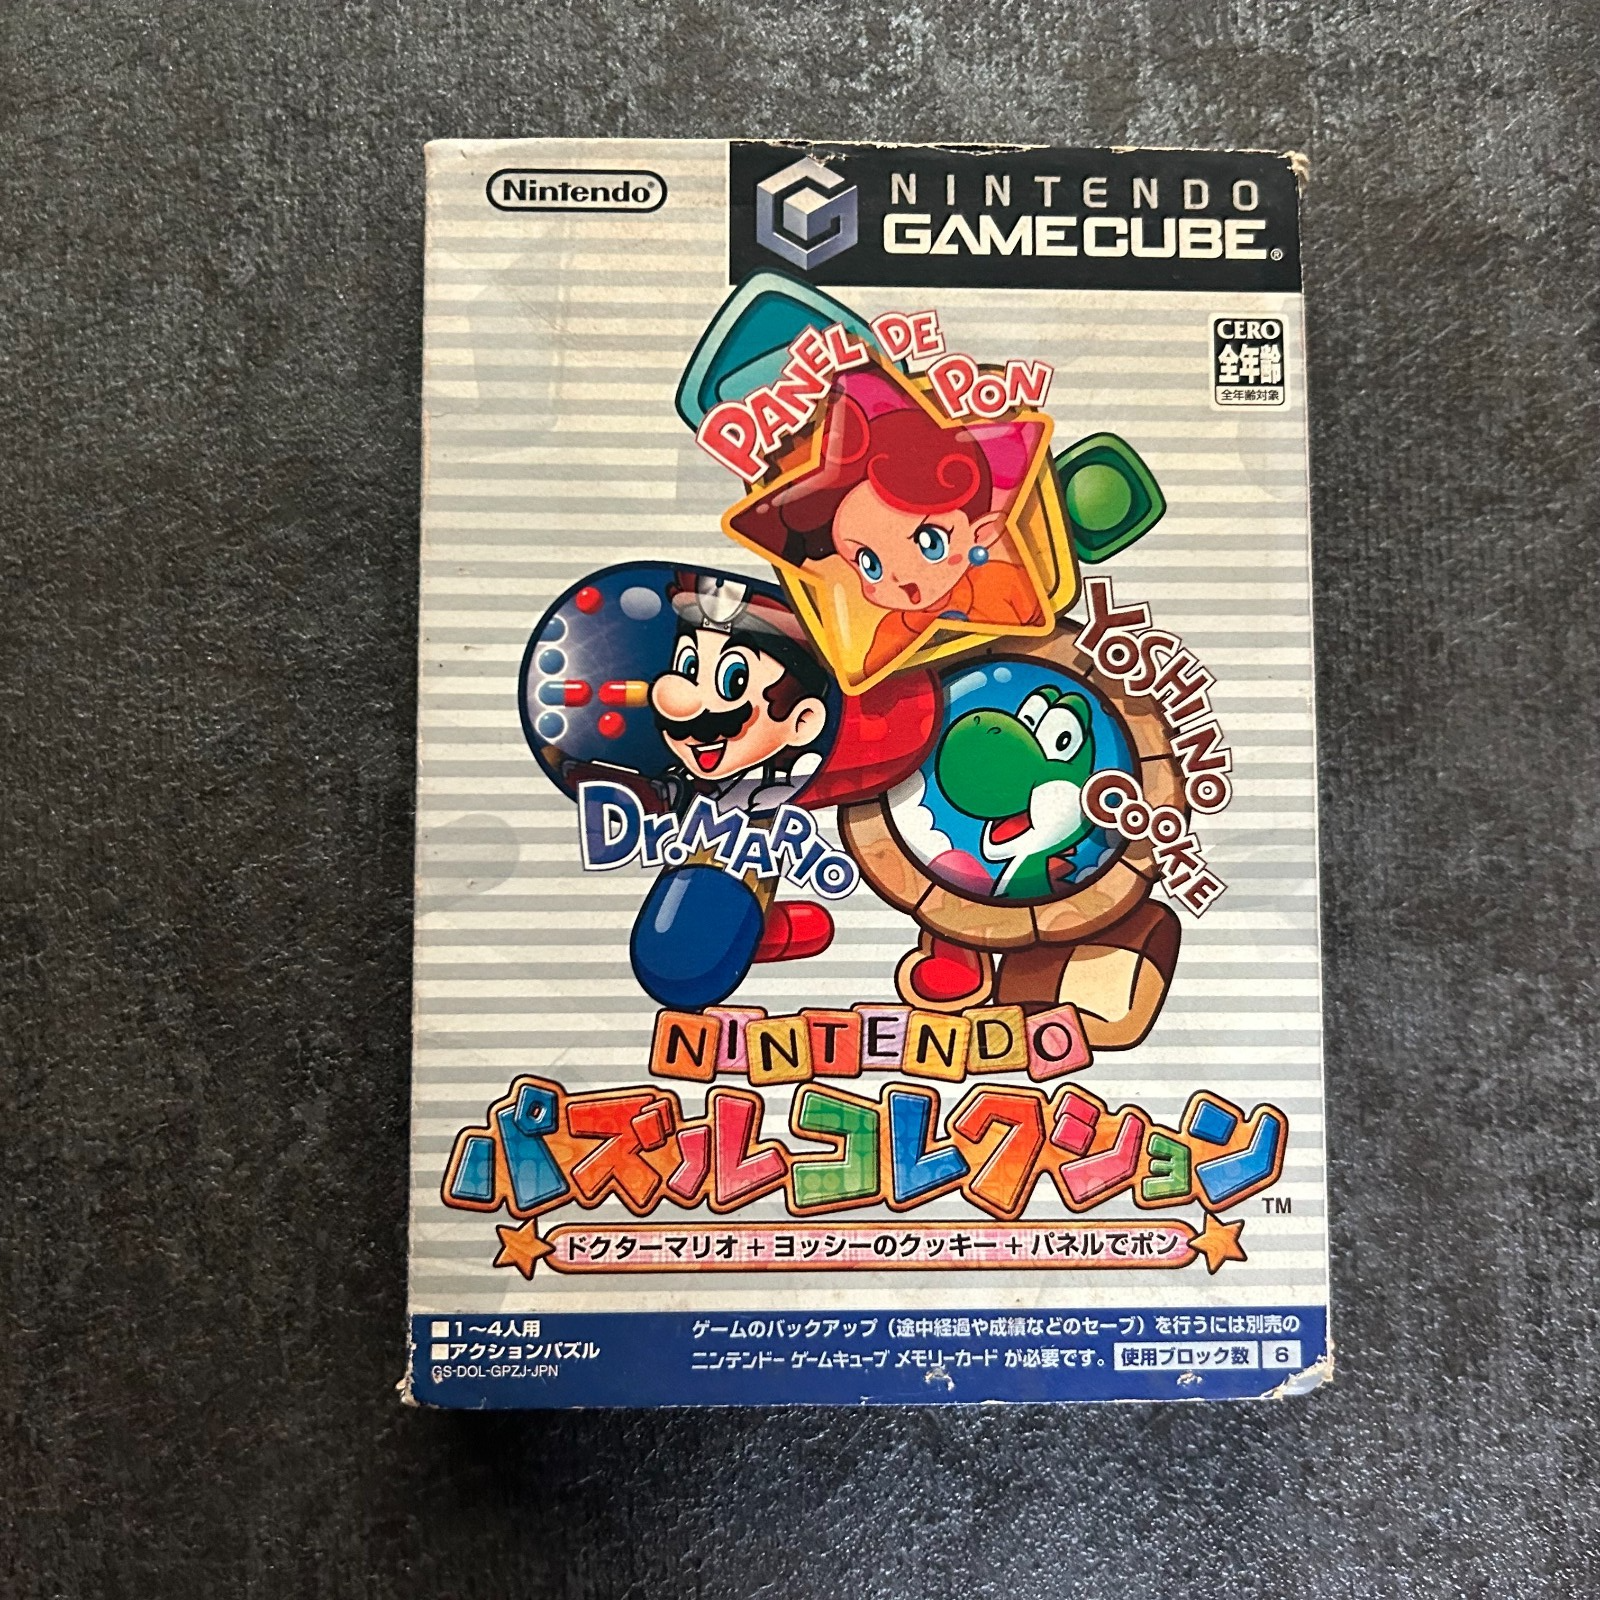 Nintendo®
NINTENDO
GAMECUBE®
CERO
全年齢
全年齢対象
PANEL DE PON
Dr. MARIO
YOSHI NO COOKIE
NINTENDO
パズルコレクション™
ドクターマリオ+ヨッシーのクッキー+パネルでポン
■1〜4人用
■アクションパズル
GS-DOL-GPZJ-JPN
ゲームのバックアップ(途中経過や成績などのセーブ)を行うには別売の
ニンテンドーゲームキューブ メモリーカード が必要です。 使用ブロック数 6